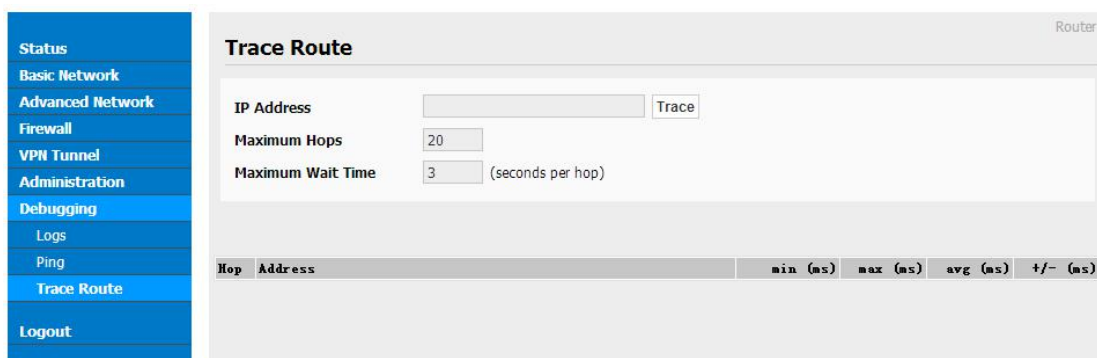 Router
Status
Basic Network
Advanced Network
Firewall
VPN Tunnel
Administration
Debugging
Logs
Ping
Trace Route
Logout
Trace Route
IP Address Trace
Maximum Hops 20
Maximum Wait Time 3 (seconds per hop)
Hop Address min (ms) max (ms) avg (ms) +/- (ms)